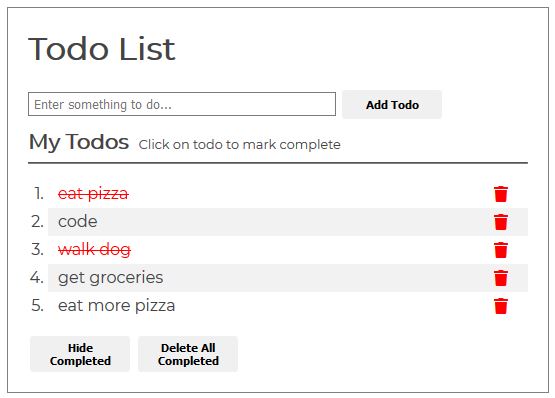 Todo List
Enter something to do...
Add Todo
My Todos Click on todo to mark complete
1. eat pizza
2. code
3. walk dog
4. get groceries
5. eat more pizza
Hide
Completed
Delete All
Completed